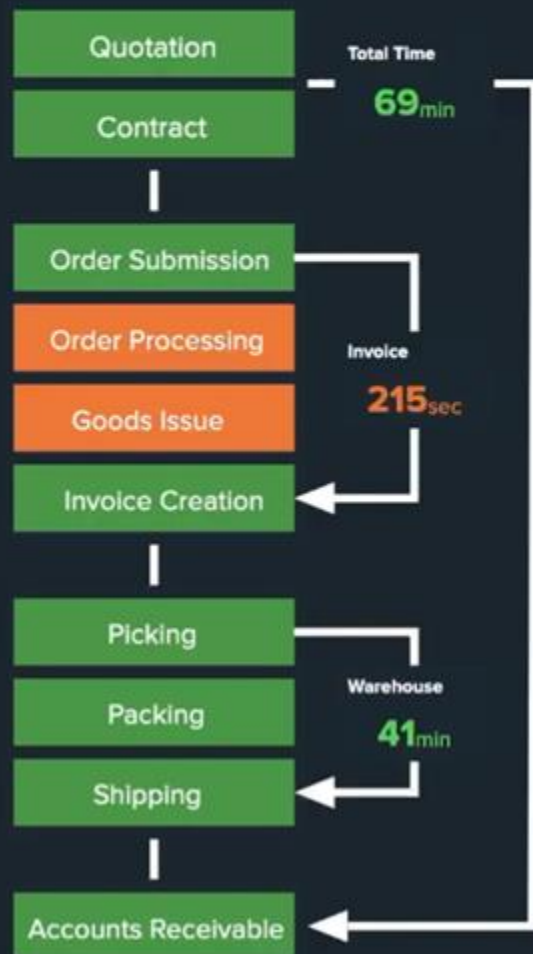 Quotation
Total Time
69min
Contract
Order Submission
Order Processing
Invoice
215sec
Goods Issue
Invoice Creation
Picking
Warehouse
Packing
41min
Shipping
Accounts Receivable